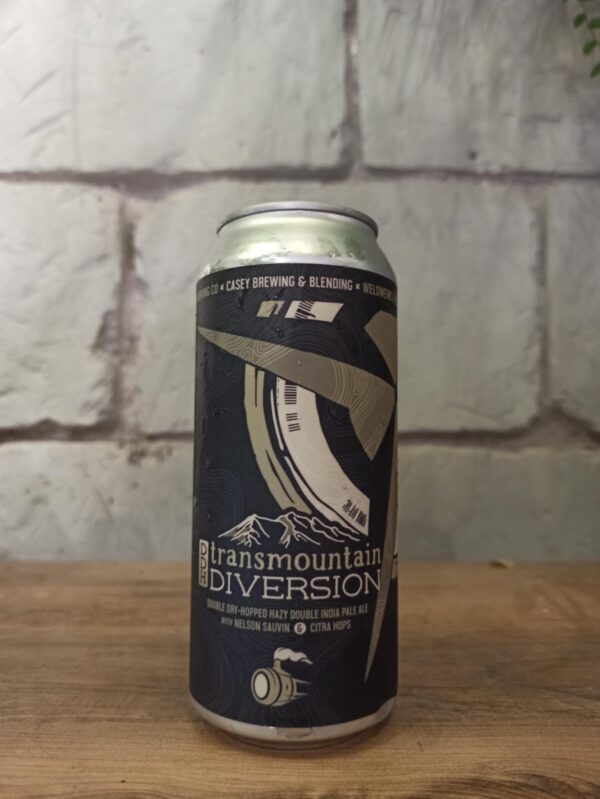 CO × CASEY BREWING & BLENDING ×
DDH
transmountain
DIVERSION
DOUBLE DRY-HOPPED HAZY DOUBLE INDIA PALE ALE
WITH NELSON SAUVIN & CITRA HOPS